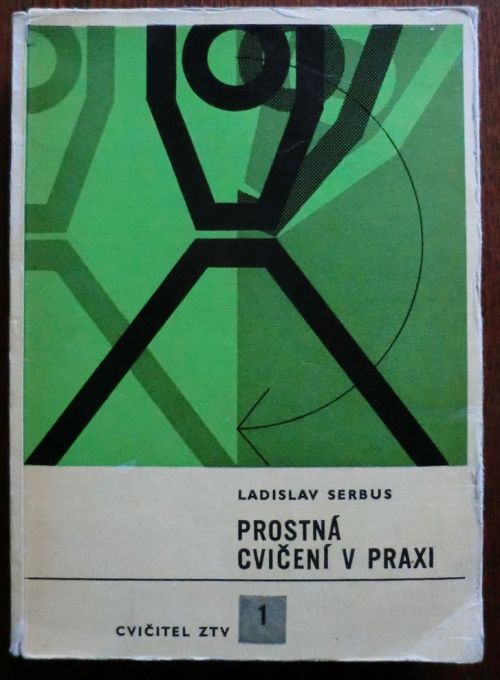 LADISLAV SERBUS
PROSTNÁ
CVIČENÍ V PRAXI
CVIČITEL ZTV 1